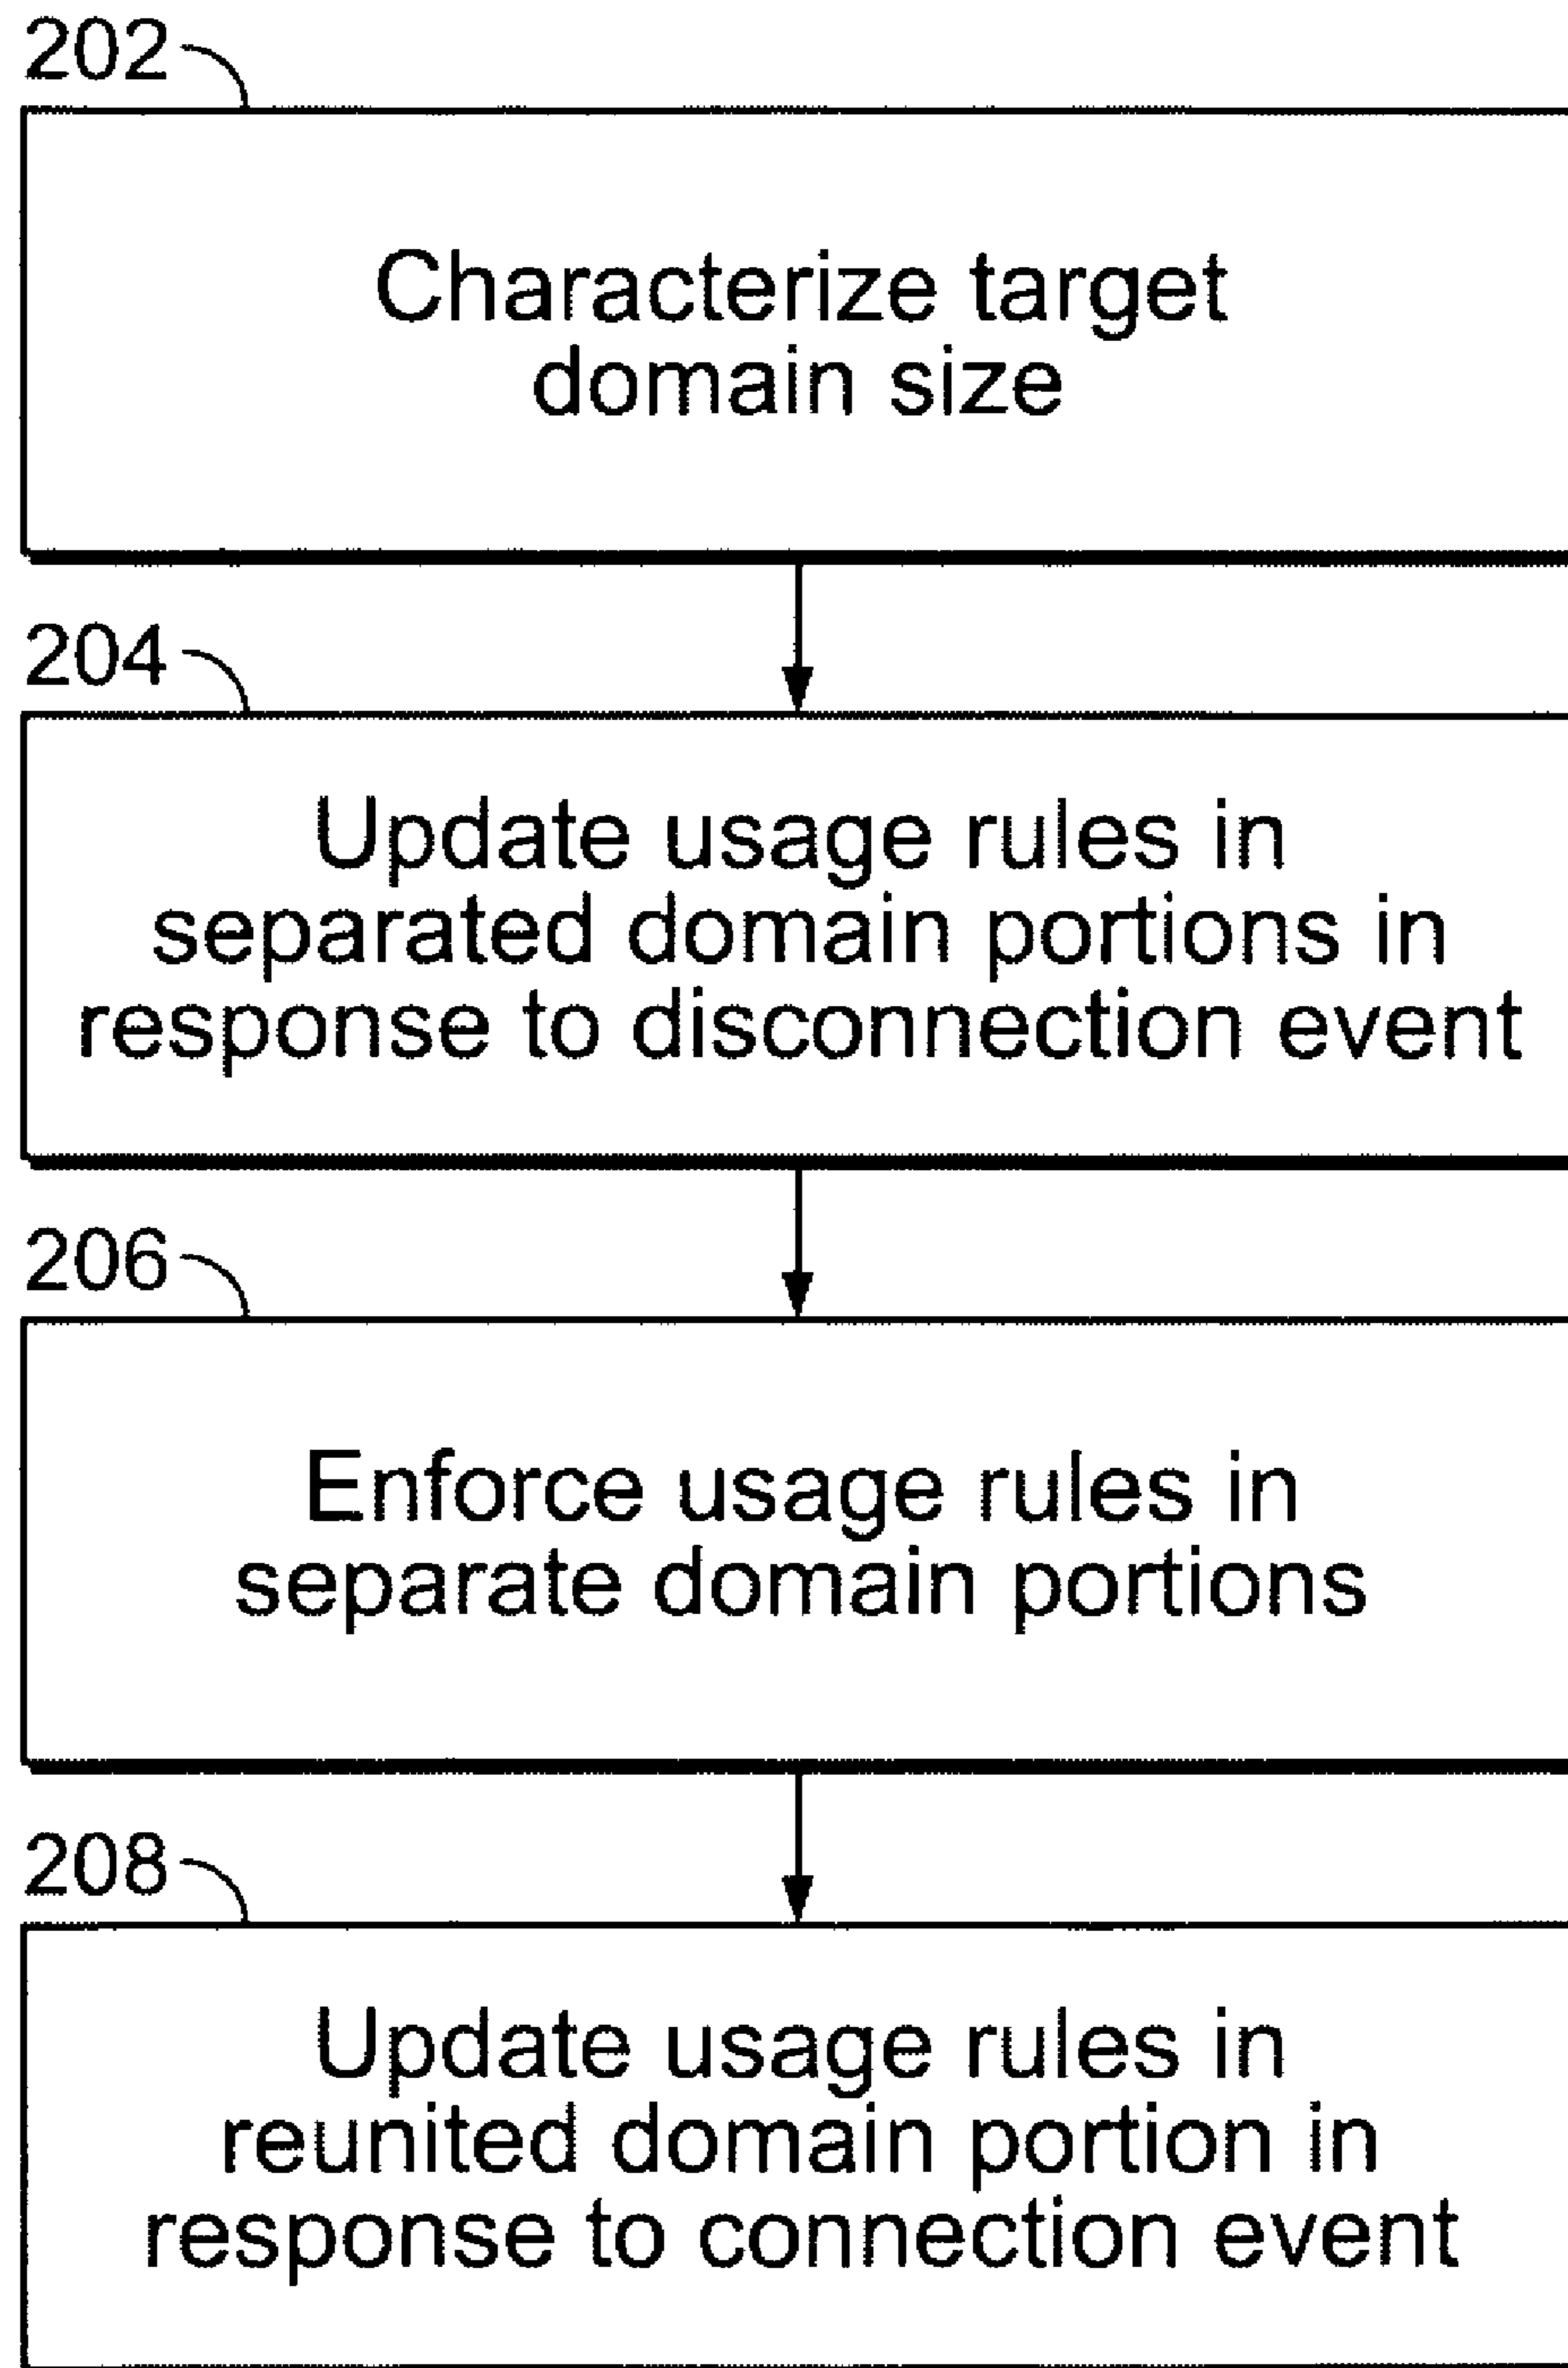 202
Characterize target
domain size
204
Update usage rules in
separated domain portions in
response to disconnection event
206
Enforce usage rules in
separate domain portions
208
Update usage rules in
reunited domain portion in
response to connection event